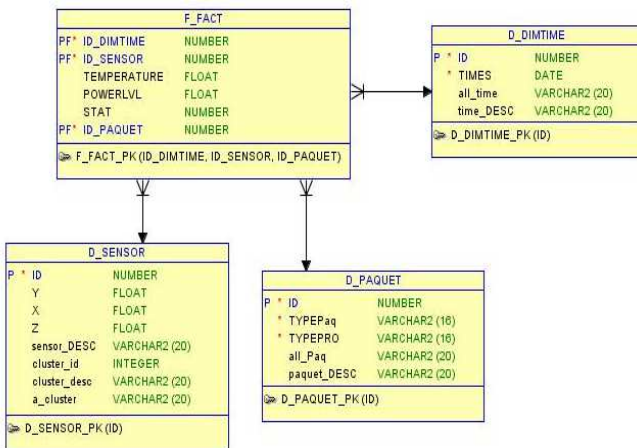 F_FACT
PF* ID_DIMTIME NUMBER
PF* ID_SENSOR NUMBER
TEMPERATURE FLOAT
POWERLVL FLOAT
STAT NUMBER
PF* ID_PAQUET NUMBER
F_FACT_PK (ID_DIMTIME, ID_SENSOR, ID_PAQUET)
D_DIMTIME
P * ID NUMBER
* TIMES DATE
all_time VARCHAR2 (20)
time_DESC VARCHAR2 (20)
D_DIMTIME_PK (ID)
D_SENSOR
P * ID NUMBER
Y FLOAT
X FLOAT
Z FLOAT
sensor_DESC VARCHAR2 (20)
cluster_id INTEGER
cluster_desc VARCHAR2 (20)
a_cluster VARCHAR2 (20)
D_SENSOR_PK (ID)
D_PAQUET
P * ID NUMBER
* TYPEPaq VARCHAR2 (16)
* TYPEPRO VARCHAR2 (16)
all_Paq VARCHAR2 (20)
paquet_DESC VARCHAR2 (20)
D_PAQUET_PK (ID)